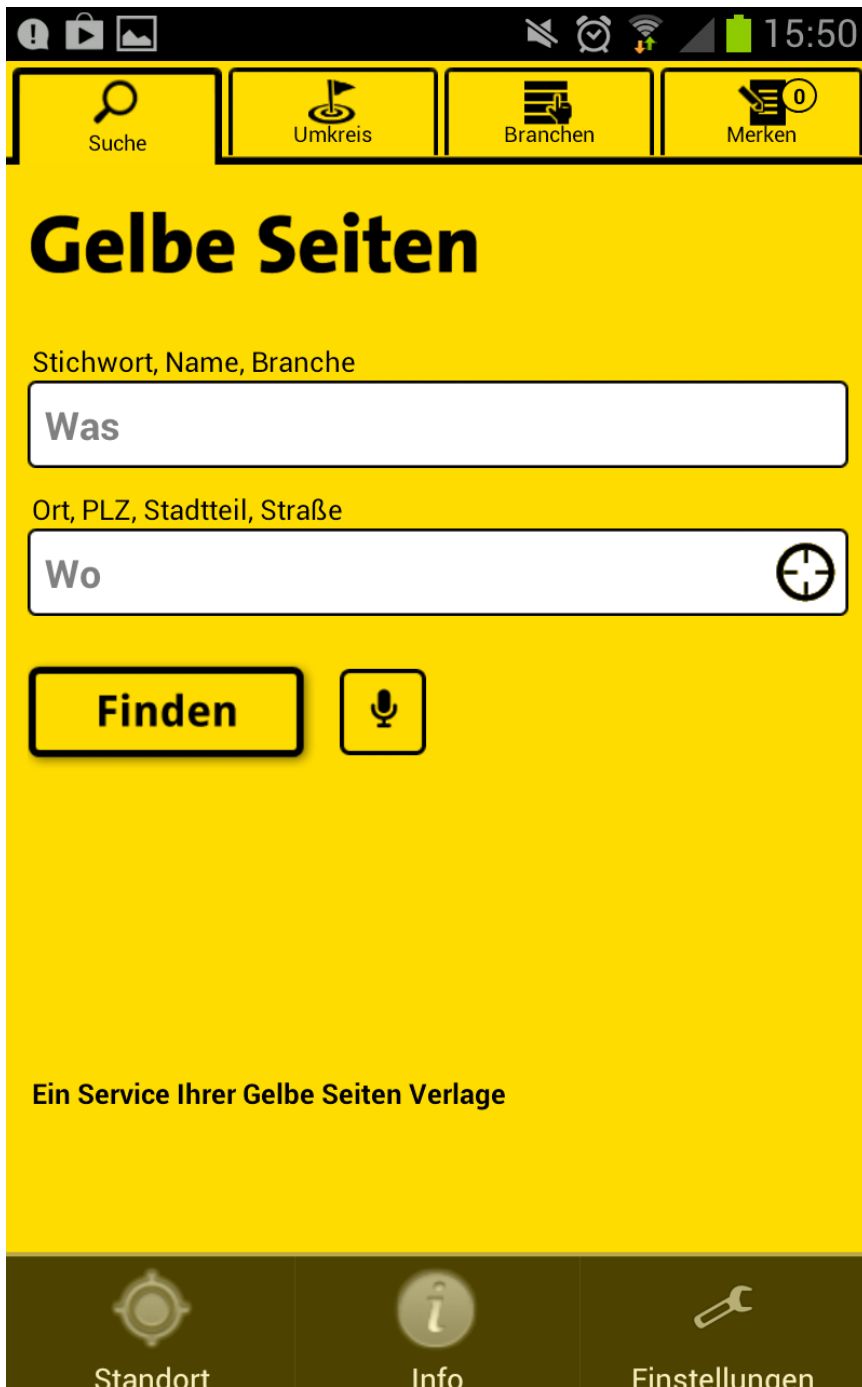 15:50
Suche
Umkreis
Branchen
0
Merken
Gelbe Seiten
Stichwort, Name, Branche
Was
Ort, PLZ, Stadtteil, Straße
Wo
Finden
Ein Service Ihrer Gelbe Seiten Verlage
Standort
Info
Einstellungen